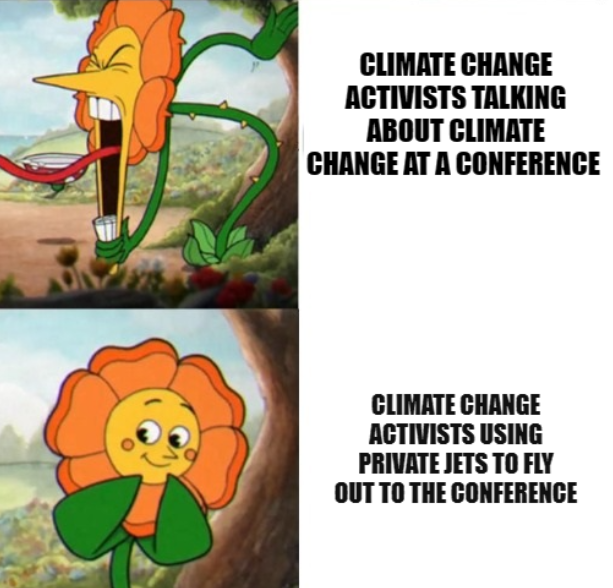 CLIMATE CHANGE
ACTIVISTS TALKING
ABOUT CLIMATE
CHANGE AT A CONFERENCE
CLIMATE CHANGE
ACTIVISTS USING
PRIVATE JETS TO FLY
OUT TO THE CONFERENCE